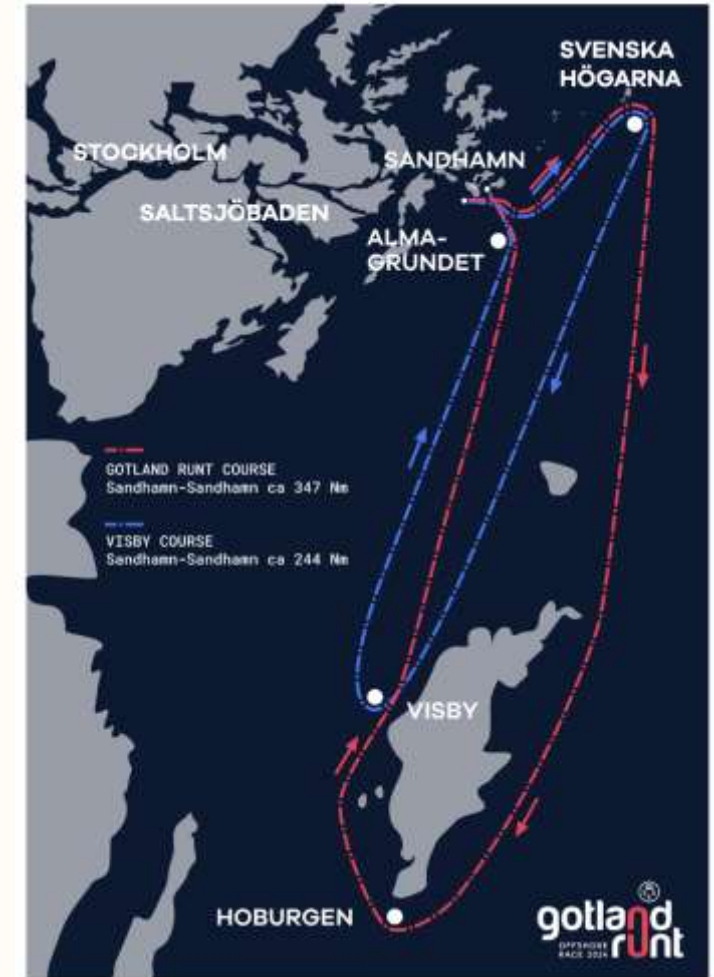 SVENSKA
HÖGARNA
STOCKHOLM
SANDHAMN
SALTSJÖBADEN
ALMA-
GRUNDET
GOTLAND RUNT COURSE
Sandhamn-Sandhamn ca 347 Nm
VISBY COURSE
Sandhamn-Sandhamn ca 244 Nm
VISBY
HOBURGEN
gotland
OFFSHORE
RACE 2024
runt